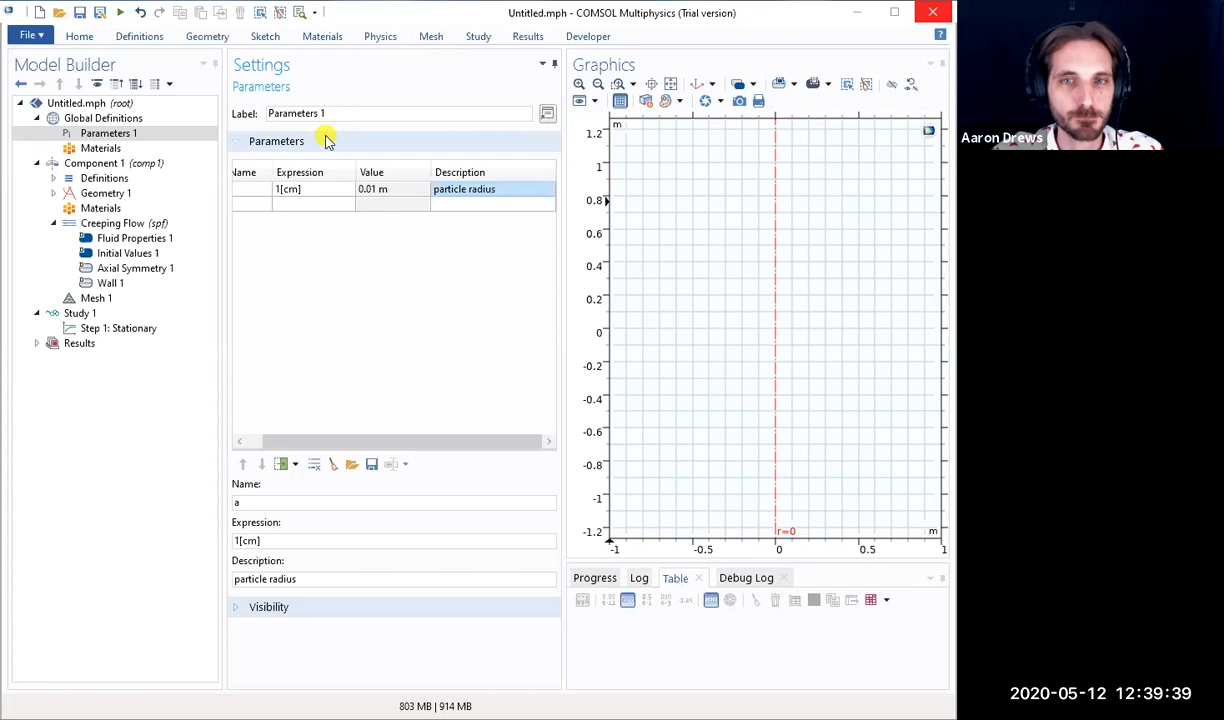 Untitled.mph - COMSOL Multiphysics (Trial version)
File Home Definitions Geometry Sketch Materials Physics Mesh Study Results Developer
Model Builder
Untitled.mph (root)
Global Definitions
Pi Parameters 1
Materials
Component 1 (comp1)
Definitions
Geometry 1
Materials
Creeping Flow (spf)
Fluid Properties 1
Initial Values 1
Axial Symmetry 1
Wall 1
Mesh 1
Study 1
Step 1: Stationary
Results
Settings
Parameters
Label: Parameters 1
Parameters
Name Expression Value Description
1[cm] 0.01 m particle radius
Name:
a
Expression:
1[cm]
Description:
particle radius
Visibility
Graphics
m
1.2
1
0.8
0.6
0.4
0.2
0
-0.2
-0.4
-0.6
-0.8
-1
-1.2
r=0 m
-1 -0.5 0 0.5 1
Progress Log Table Debug Log
803 MB | 914 MB
Aaron Drews
2020-05-12 12:39:39